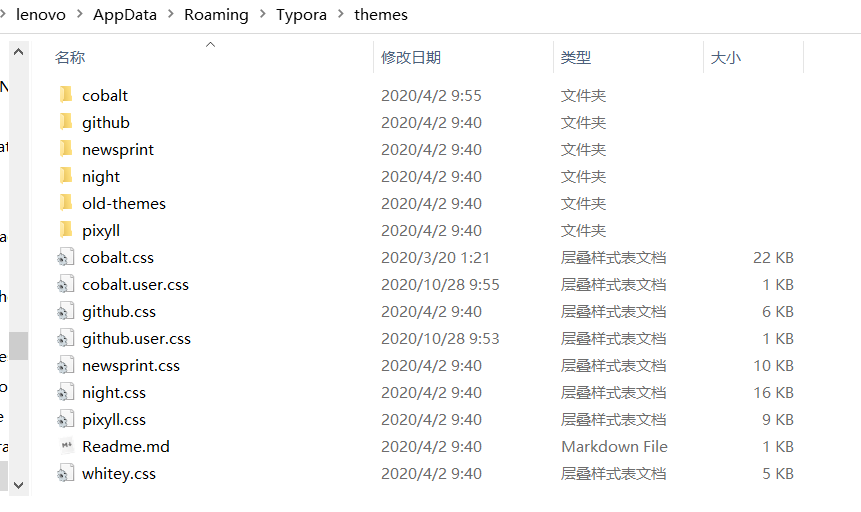 lenovo > AppData > Roaming > Typora > themes
名称 修改日期 类型 大小
cobalt 2020/4/2 9:55 文件夹
github 2020/4/2 9:40 文件夹
newsprint 2020/4/2 9:40 文件夹
night 2020/4/2 9:40 文件夹
old-themes 2020/4/2 9:40 文件夹
pixyll 2020/4/2 9:40 文件夹
cobalt.css 2020/3/20 1:21 层叠样式表文档 22 KB
cobalt.user.css 2020/10/28 9:55 层叠样式表文档 1 KB
github.css 2020/4/2 9:40 层叠样式表文档 6 KB
github.user.css 2020/10/28 9:53 层叠样式表文档 1 KB
newsprint.css 2020/4/2 9:40 层叠样式表文档 10 KB
night.css 2020/4/2 9:40 层叠样式表文档 16 KB
pixyll.css 2020/4/2 9:40 层叠样式表文档 9 KB
Readme.md 2020/4/2 9:40 Markdown File 1 KB
whitey.css 2020/4/2 9:40 层叠样式表文档 5 KB